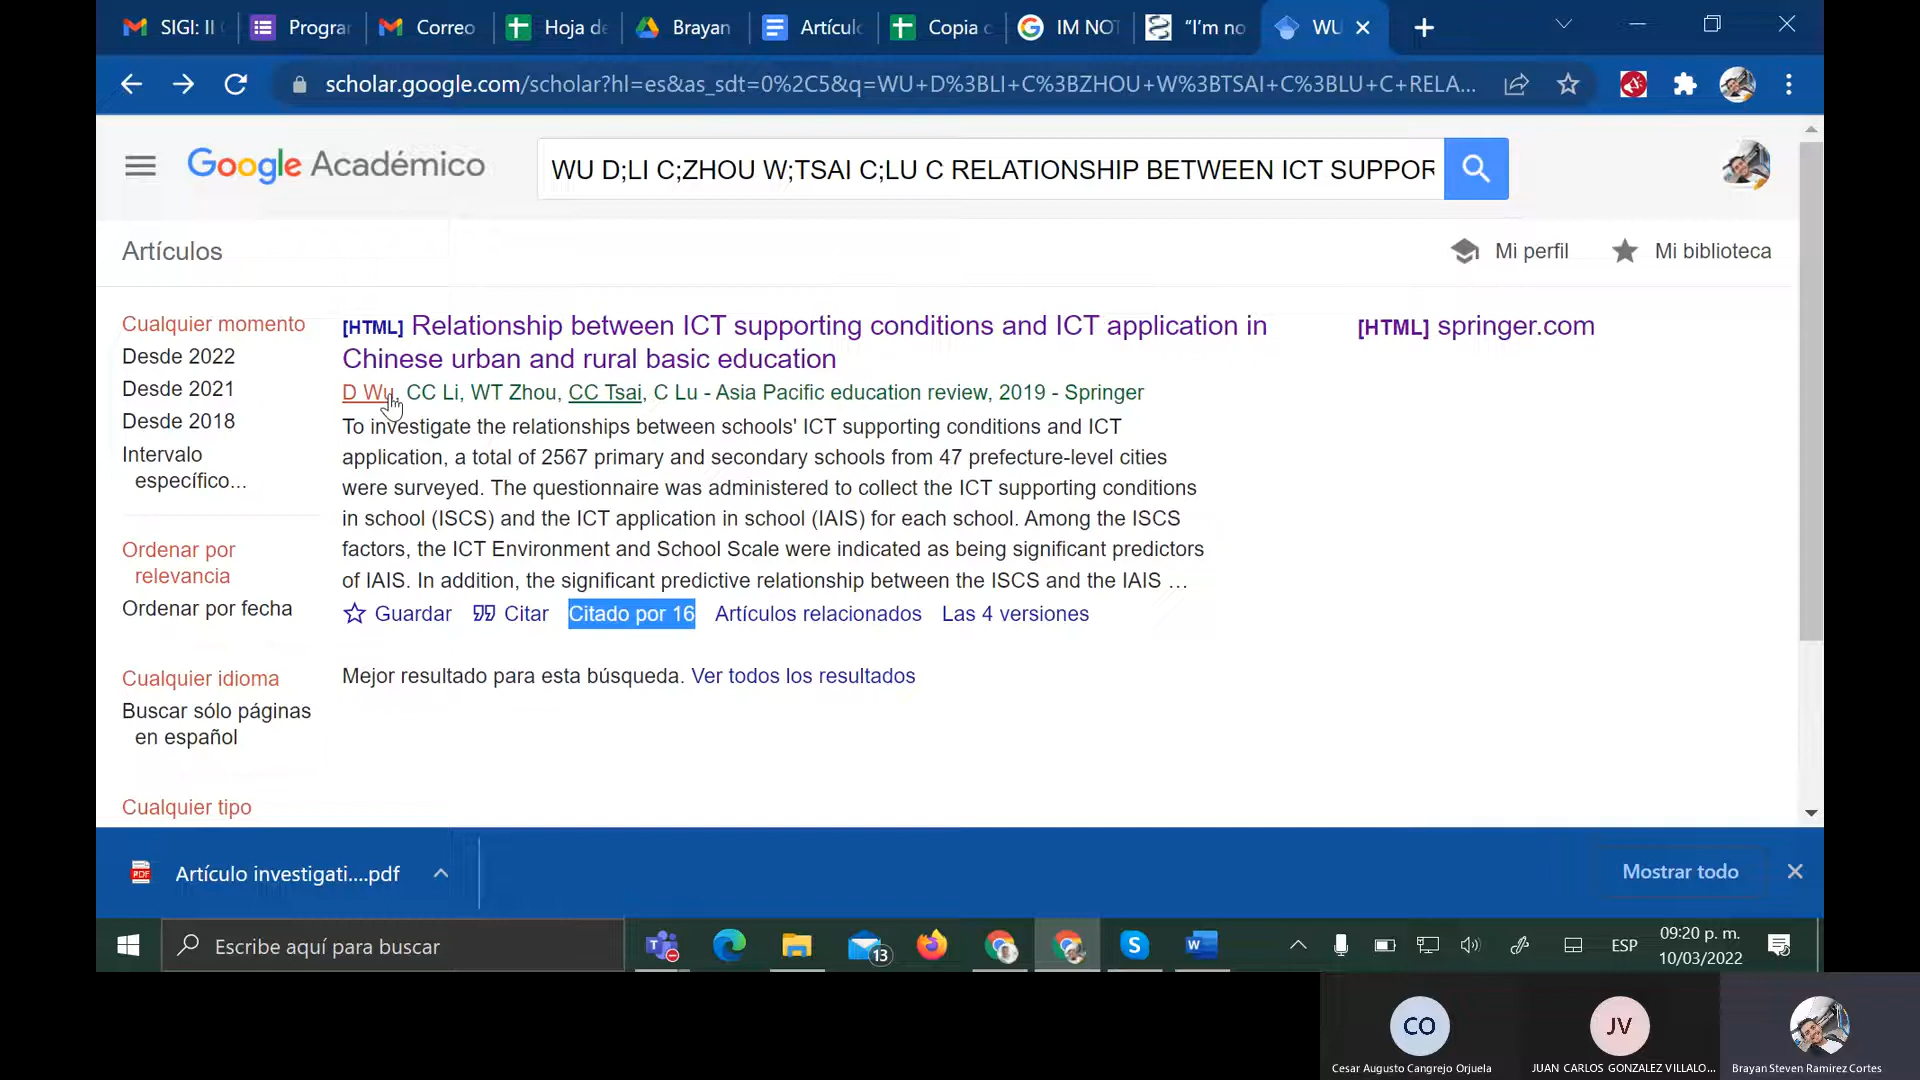 SIGI: II
Progra
Correo
Hoja de
Brayan
Artícul
Copia c
IM NOT
“I’m no
WU
scholar.google.com/scholar?hl=es&as_sdt=0%2C5&q=WU+D%3BLI+C%3BZHOU+W%3BTSAI+C%3BLU+C+RELA...
Google Académico
WU D;LI C;ZHOU W;TSAI C;LU C RELATIONSHIP BETWEEN ICT SUPPOR
Artículos
Mi perfil
Mi biblioteca
Cualquier momento
Desde 2022
Desde 2021
Desde 2018
Intervalo
específico...
Ordenar por
relevancia
Ordenar por fecha
Cualquier idioma
Buscar sólo páginas
en español
Cualquier tipo
[HTML] Relationship between ICT supporting conditions and ICT application in
Chinese urban and rural basic education
D Wu, CC Li, WT Zhou, CC Tsai, C Lu - Asia Pacific education review, 2019 - Springer
To investigate the relationships between schools' ICT supporting conditions and ICT
application, a total of 2567 primary and secondary schools from 47 prefecture-level cities
were surveyed. The questionnaire was administered to collect the ICT supporting conditions
in school (ISCS) and the ICT application in school (IAIS) for each school. Among the ISCS
factors, the ICT Environment and School Scale were indicated as being significant predictors
of IAIS. In addition, the significant predictive relationship between the ISCS and the IAIS …
Guardar Citar Citado por 16 Artículos relacionados Las 4 versiones
Mejor resultado para esta búsqueda. Ver todos los resultados
[HTML] springer.com
PDF
Artículo investigati....pdf
Mostrar todo
Escribe aquí para buscar
13
ESP
09:20 p. m.
10/03/2022
CO
JV
Cesar Augusto Cangrejo Orjuela
JUAN CARLOS GONZALEZ VILLALO...
Brayan Steven Ramirez Cortes